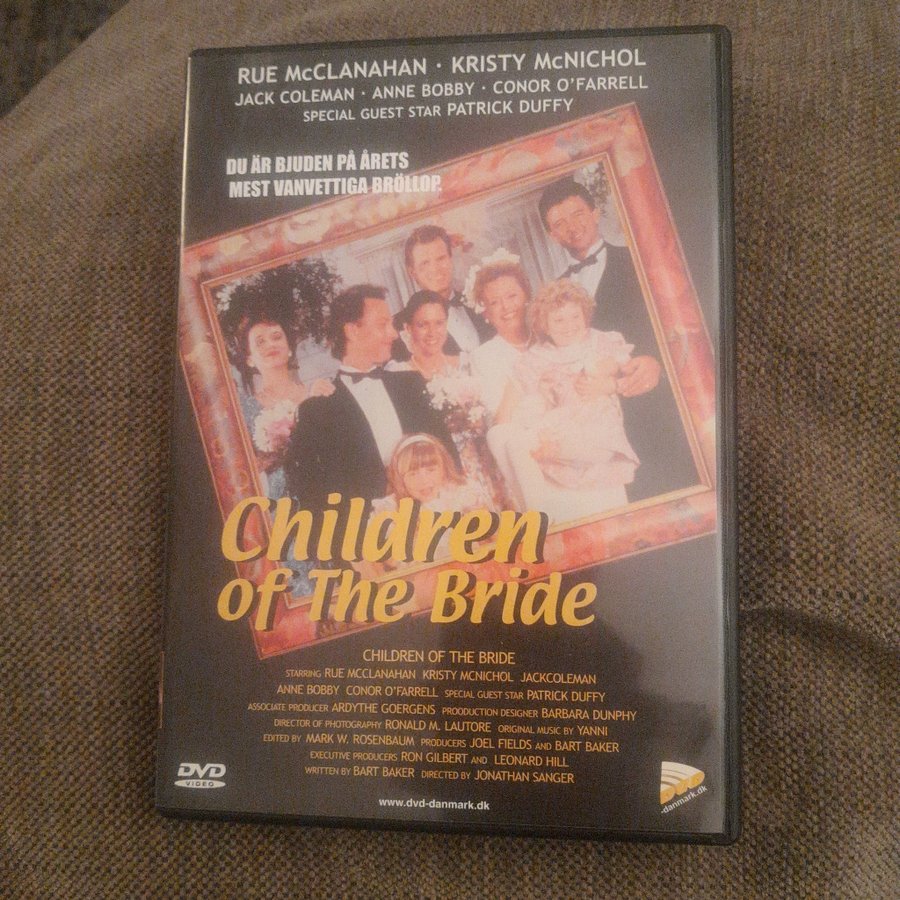 RUE McCLANAHAN · KRISTY McNICHOL
JACK COLEMAN · ANNE BOBBY · CONOR O'FARRELL
SPECIAL GUEST STAR PATRICK DUFFY
DU ÄR BJUDEN PÅ ÅRETS
MEST VANVETTIGA BRÖLLOP.
Children
of The Bride
CHILDREN OF THE BRIDE
STARRING RUE MCCLANAHAN KRISTY MCNICHOL JACKCOLEMAN
ANNE BOBBY CONOR O'FARRELL SPECIAL GUEST STAR PATRICK DUFFY
ASSOCIATE PRODUCER ARDYTHE GOERGENS PROODUCTION DESIGNER BARBARA DUNPHY
DIRECTOR OF PHOTOGRAPHY RONALD M. LAUTORE ORIGINAL MUSIC BY YANNI
EDITED BY MARK W. ROSENBAUM PRODUCERS JOEL FIELDS AND BART BAKER
EXECUTIVE PRODUCERS RON GILBERT AND LEONARD HILL
WRITTEN BY BART BAKER DIRECTED BY JONATHAN SANGER
DVD
VIDEO
www.dvd-danmark.dk
DVD
-danmark.dk